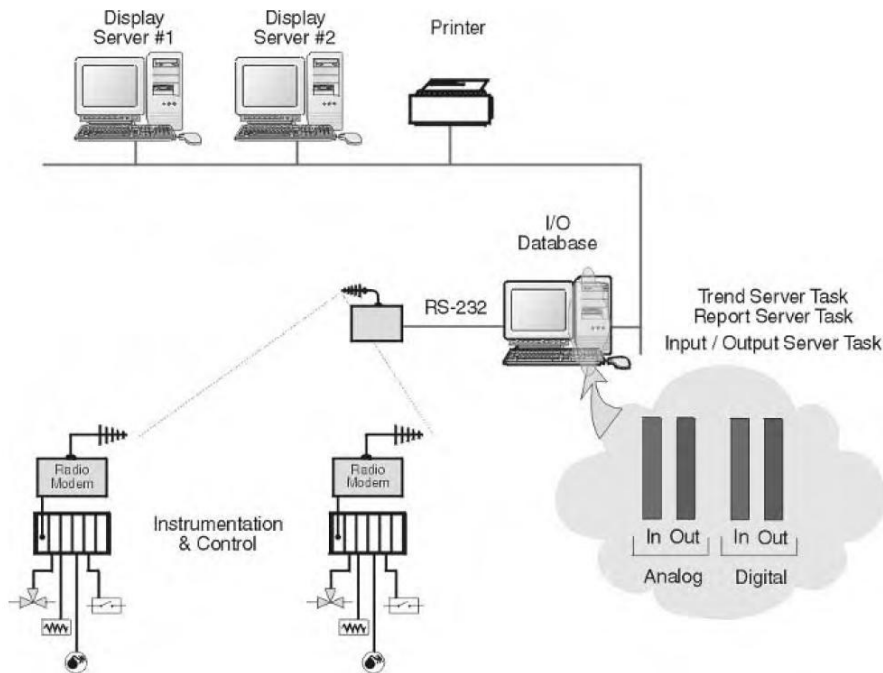 Display
Server #1
Display
Server #2
Printer
I/O
Database
RS-232
Trend Server Task
Report Server Task
Input / Output Server Task
Radio
Modem
Radio
Modem
Instrumentation
& Control
In Out
In Out
Analog
Digital